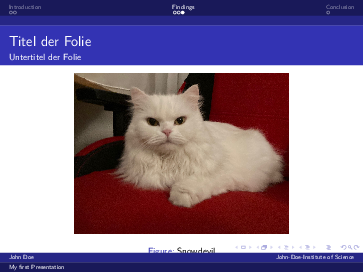 Introduction
Findings
Conclusion
Titel der Folie
Untertitel der Folie
Figure: Snowdevil
John Doe
John-Doe-Institute of Science
My first Presentation